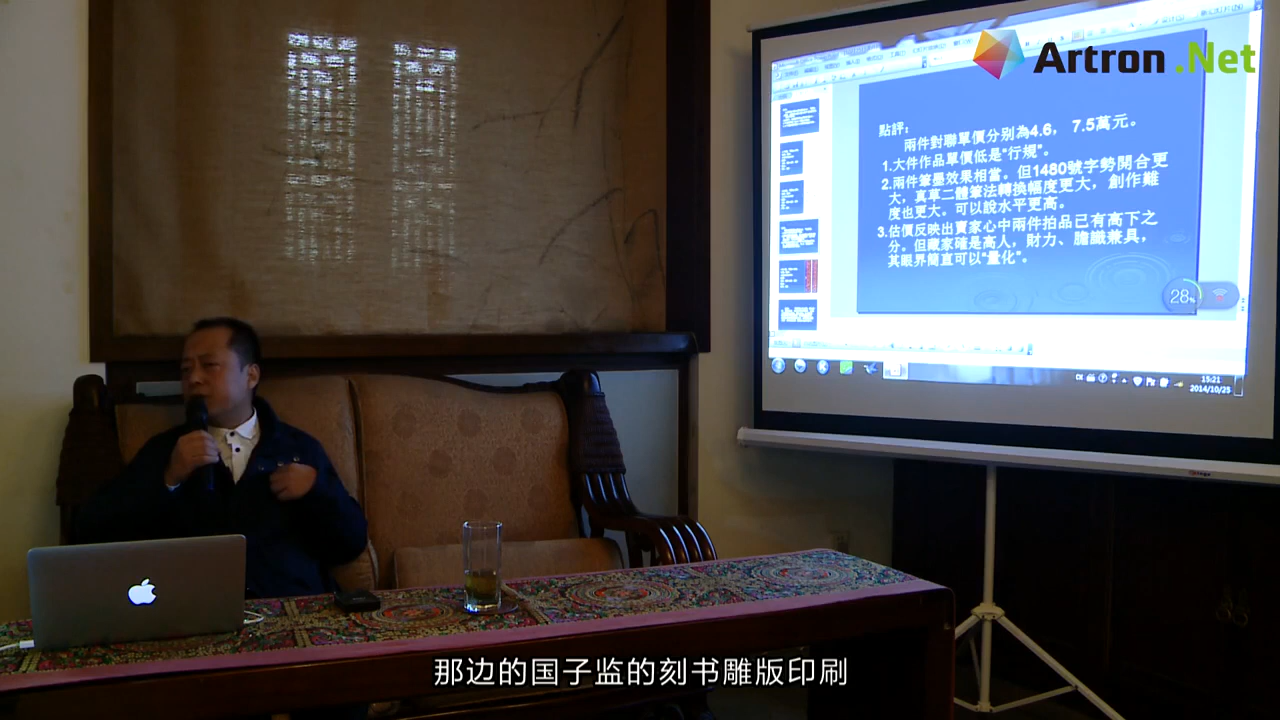 Artron.Net
點評：
兩件對聯單價分别為4.6， 7.5萬元。
1.大件作品單價低是“行規”。
2.兩件筆墨效果相當。但1480號字勢開合更
大，真草二體筆法轉換幅度更大，創作難
度也更大。可以說水平更高。
3.估價反映出賣家心中兩件拍品已有高下之
分。但藏家確是高人，財力、膽識兼具，
其眼界簡直可以“量化”。
28%
15:21
2014/10/25
那边的国子监的刻书雕版印刷